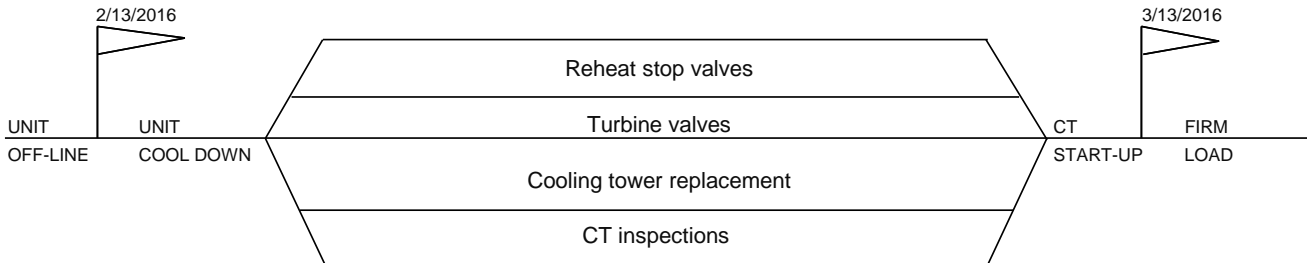 2/13/2016
3/13/2016
Reheat stop valves
UNIT
UNIT
Turbine valves
CT
FIRM
OFF-LINE
COOL DOWN
START-UP
LOAD
Cooling tower replacement
CT inspections